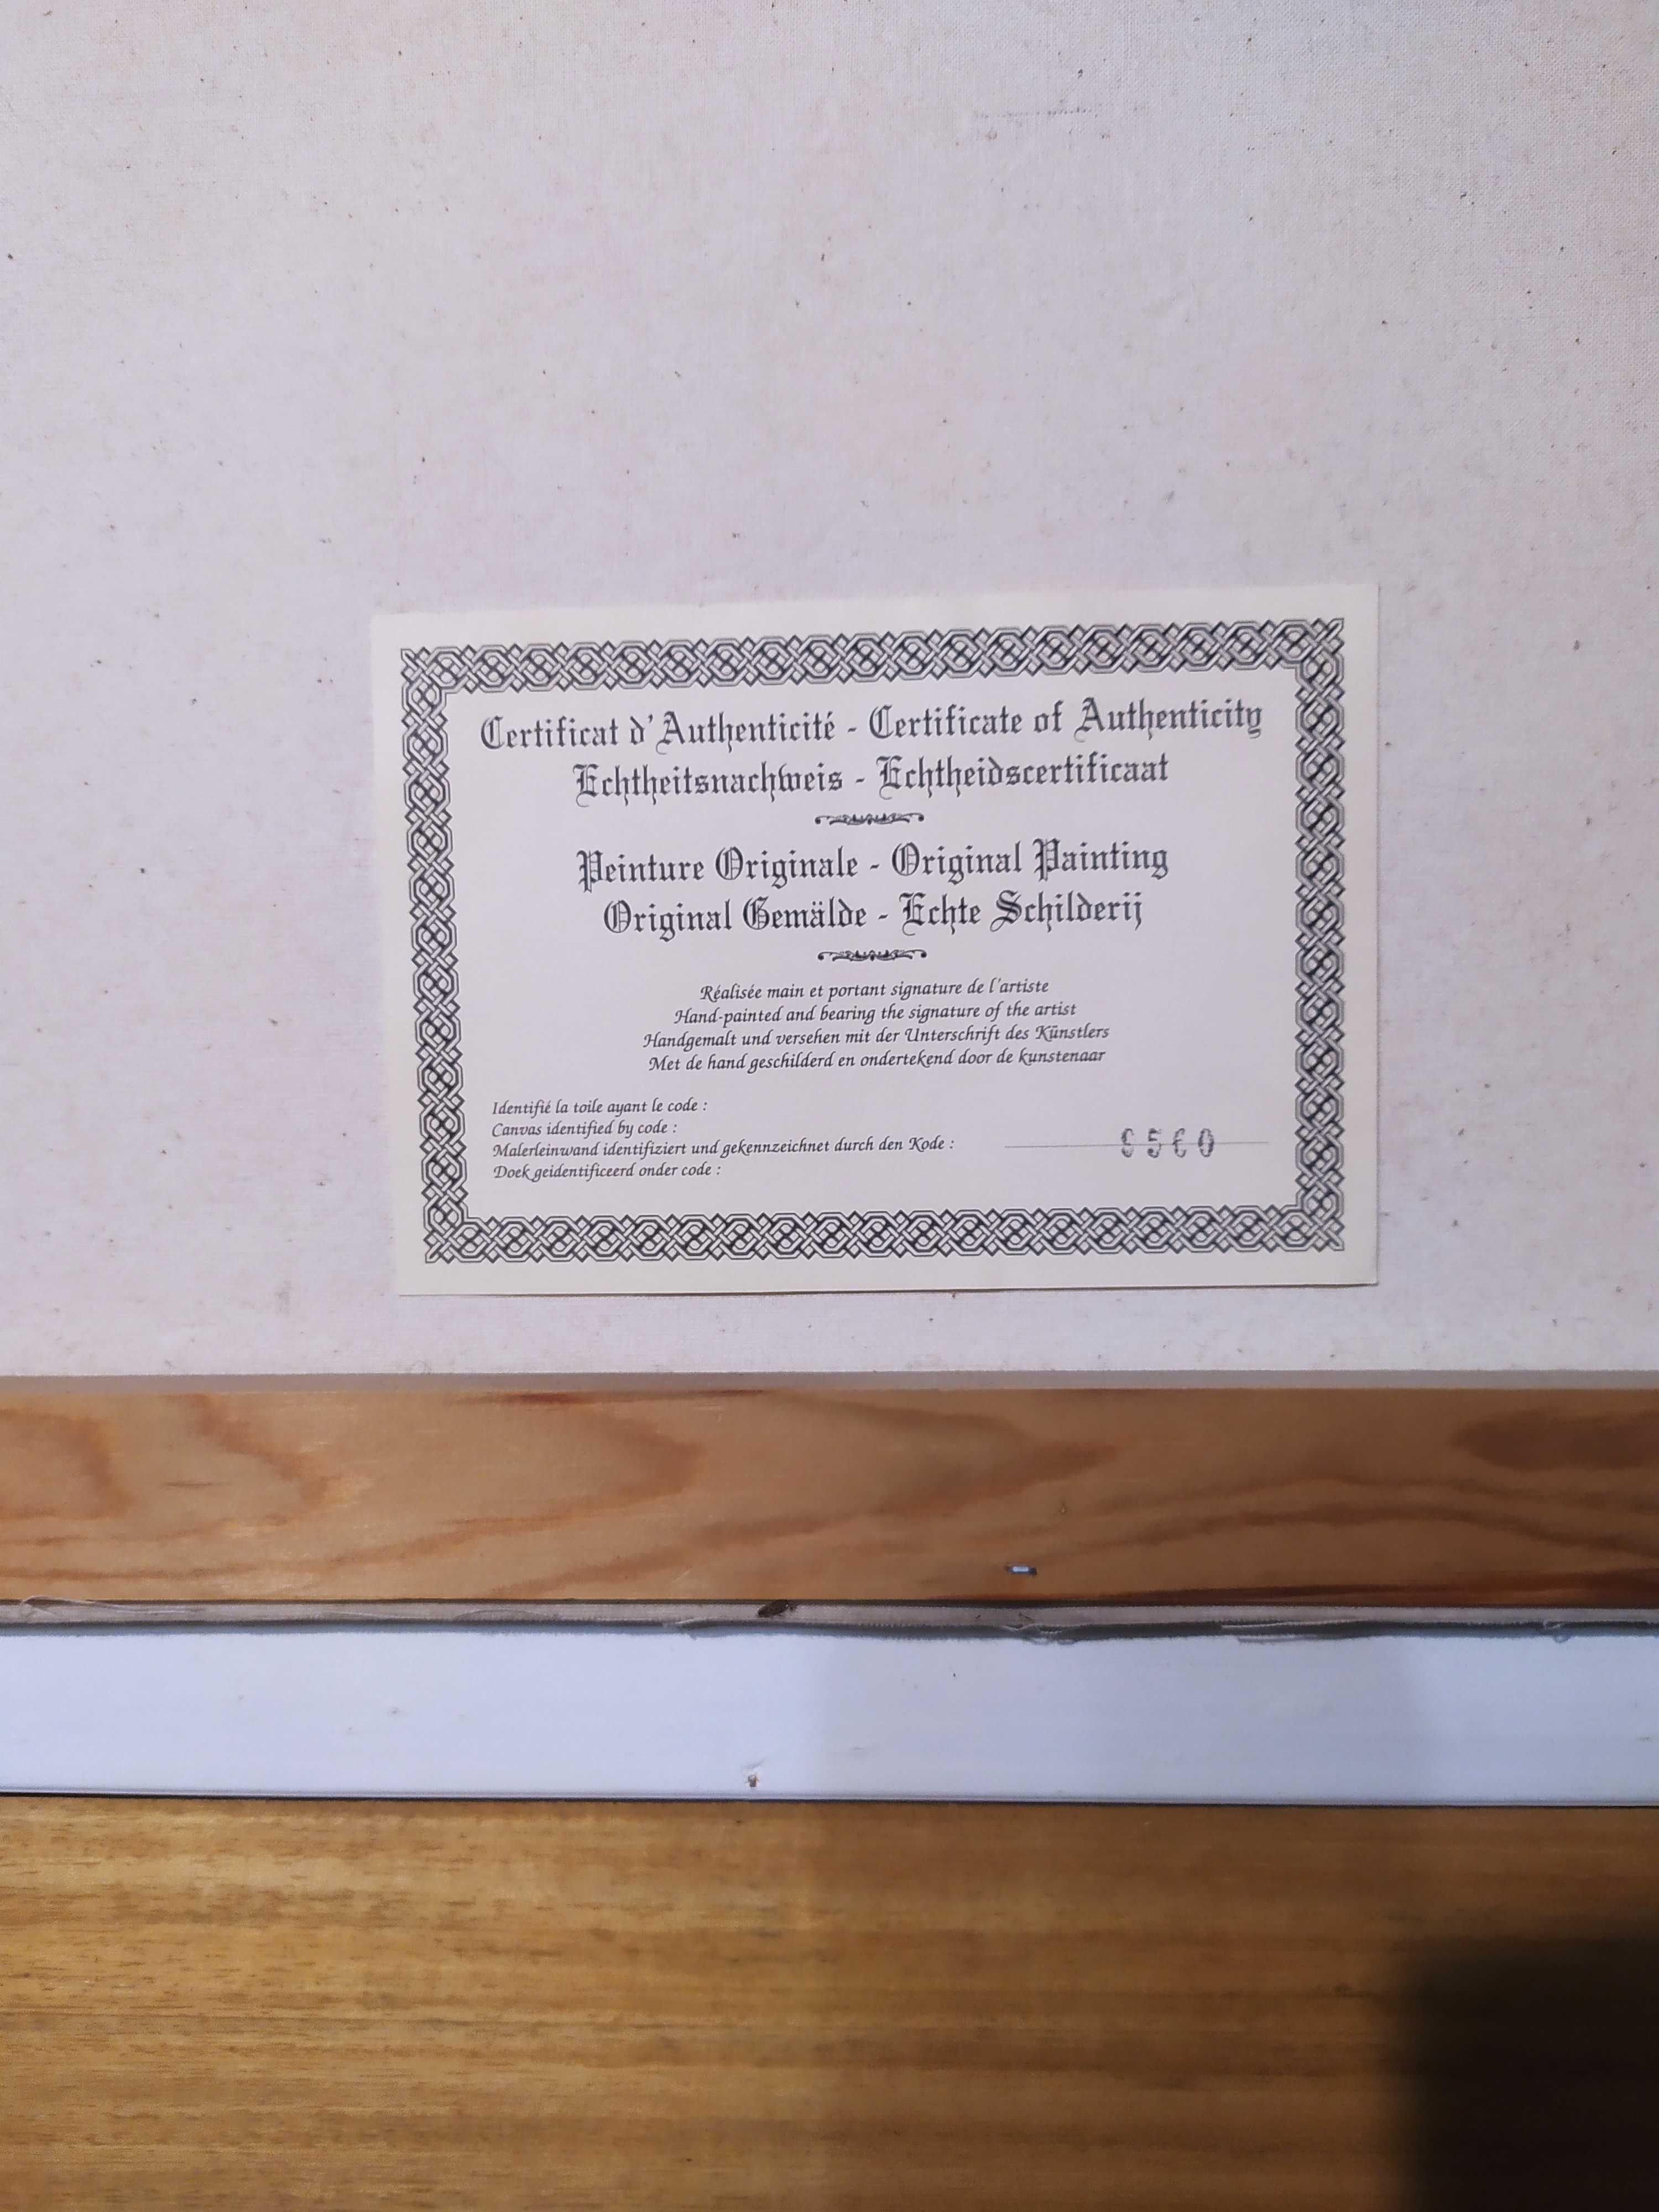 Certificat d'Authenticité - Certificate of Authenticity
Echtheitsnachweis - Echtheidscertificaat
Peinture Originale - Original Painting
Original Gemälde - Echte Schilderij
Réalisée main et portant signature de l'artiste
Hand-painted and bearing the signature of the artist
Handgemalt und versehen mit der Unterschrift des Künstlers
Met de hand geschilderd en ondertekend door de kunstenaar
Identifié la toile ayant le code :
Canvas identified by code :
Malerleinwand identifiziert und gekennzeichnet durch den Kode :
Doek geidentificeerd onder code :